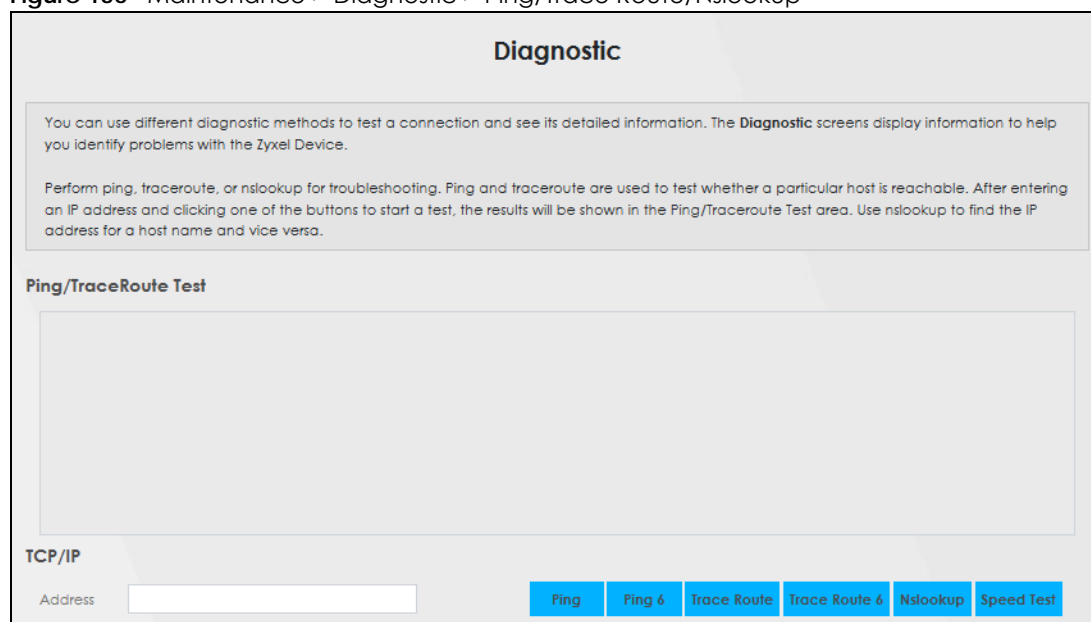 Maintenance > Diagnostic > Ping/Trace Route/Nslookup
Diagnostic
You can use different diagnostic methods to test a connection and see its detailed information. The Diagnostic screens display information to help
you identify problems with the Zyxel Device.
Perform ping, traceroute, or nslookup for troubleshooting. Ping and traceroute are used to test whether a particular host is reachable. After entering
an IP address and clicking one of the buttons to start a test, the results will be shown in the Ping/Traceroute Test area. Use nslookup to find the IP
address for a host name and vice versa.
Ping/TraceRoute Test
TCP/IP
Address Ping Ping 6 Trace Route Trace Route 6 Nslookup Speed Test